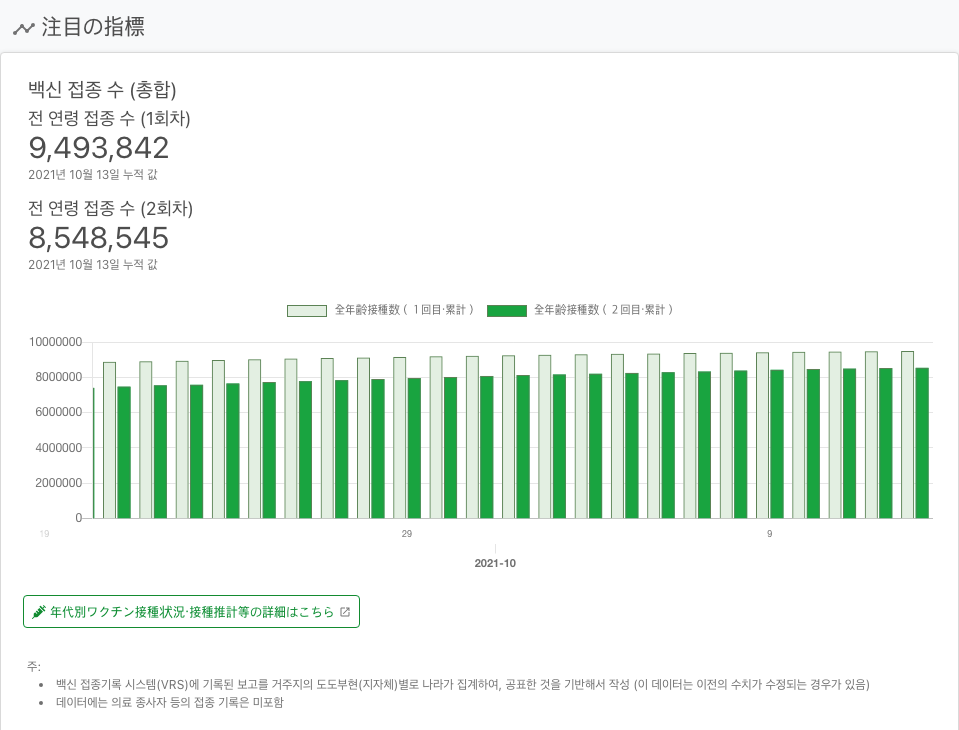 注目の指標
백신 접종 수 (총합)
전 연령 접종 수 (1회차)
9,493,842
2021년 10월 13일 누적 값
전 연령 접종 수 (2회차)
8,548,545
2021년 10월 13일 누적 값
全年齢接種数（１回目·累計） 全年齢接種数（２回目·累計）
10000000
8000000
6000000
4000000
2000000
0
19 29 9
2021-10
年代別ワクチン接種状況·接種推計等の詳細はこちら
주:
• 백신 접종기록 시스템(VRS)에 기록된 보고를 거주지의 도도부현(지자체)별로 나라가 집계하여, 공표한 것을 기반해서 작성 (이 데이터는 이전의 수치가 수정되는 경우가 있음)
• 데이터에는 의료 종사자 등의 접종 기록은 미포함